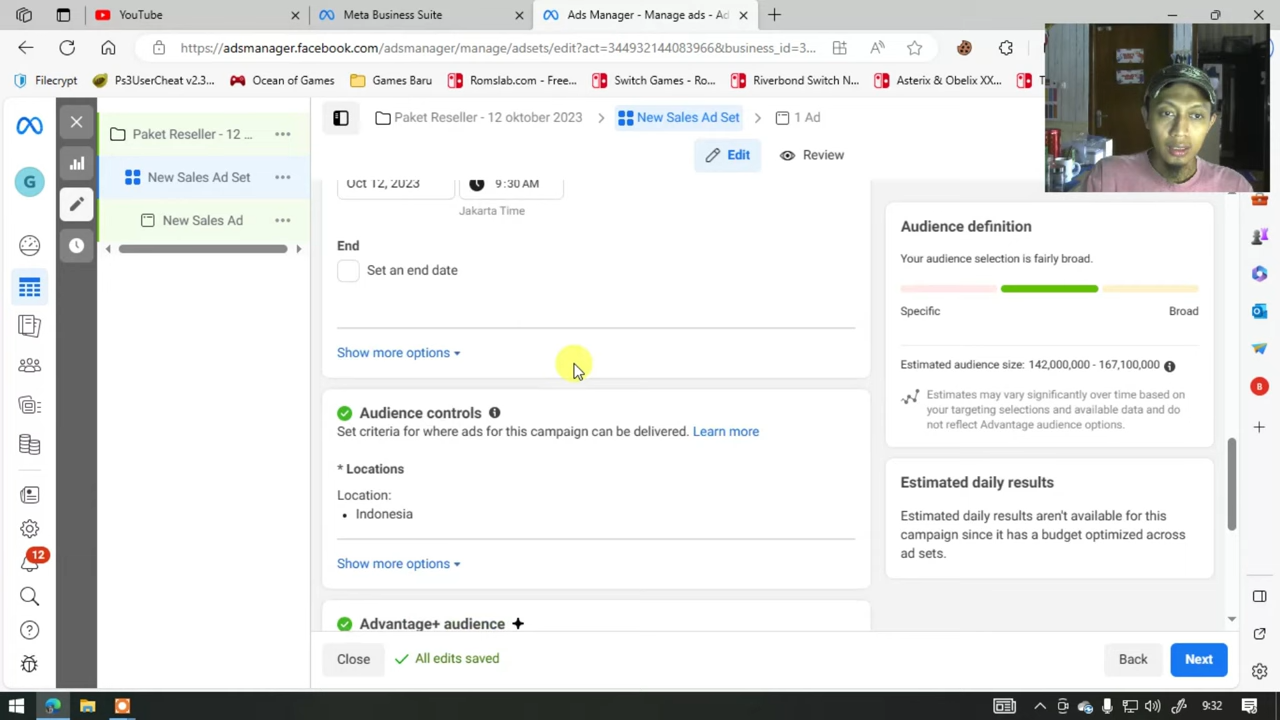 YouTube
Meta Business Suite
Ads Manager - Manage ads - Ad
https://adsmanager.facebook.com/adsmanager/manage/adsets/edit?act=344932144083966&business_id=3...
Filecrypt
Ps3UserCheat v2.3...
Ocean of Games
Games Baru
Romslab.com - Free...
Switch Games - Ro...
Riverbond Switch N...
Asterix & Obelix XX...
Paket Reseller - 12 ...
New Sales Ad Set
New Sales Ad
Paket Reseller - 12 oktober 2023
New Sales Ad Set
1 Ad
Edit
Review
Oct 12, 2023
9:30 AM
Jakarta Time
End
Set an end date
Show more options
Audience controls
Set criteria for where ads for this campaign can be delivered. Learn more
* Locations
Location:
• Indonesia
Show more options
Advantage+ audience
Audience definition
Your audience selection is fairly broad.
Specific
Broad
Estimated audience size: 142,000,000 - 167,100,000
Estimates may vary significantly over time based on
your targeting selections and available data and do
not reflect Advantage audience options.
Estimated daily results
Estimated daily results aren't available for this
campaign since it has a budget optimized across
ad sets.
Close
All edits saved
Back
Next
G
12
B
9:32